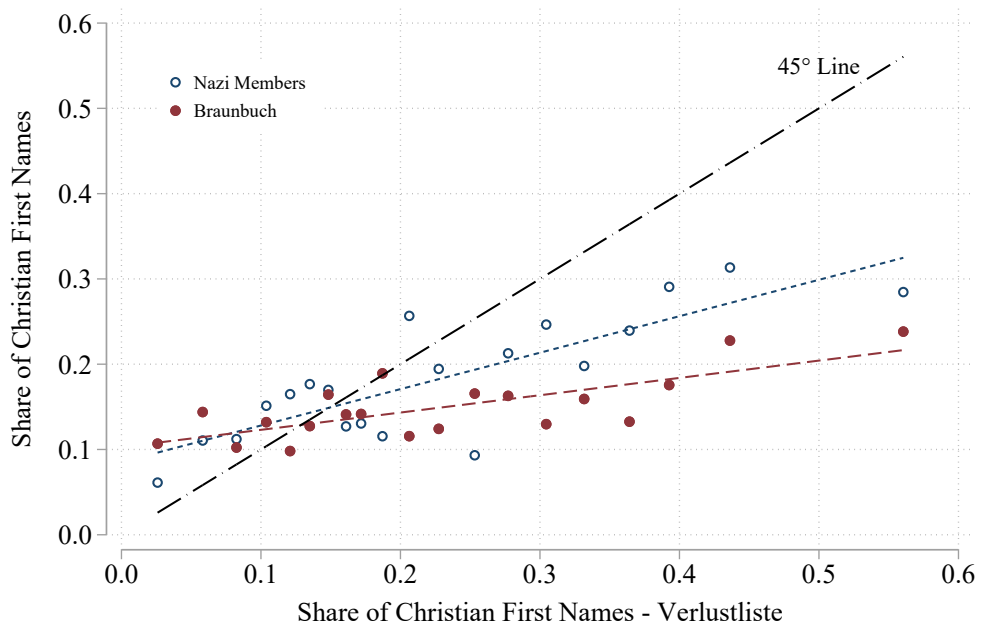 0.6
45° Line
Nazi Members
Braunbuch
0.5
0.4
0.3
0.2
0.1
0.0
Share of Christian First Names
0.0 0.1 0.2 0.3 0.4 0.5 0.6
Share of Christian First Names - Verlustliste